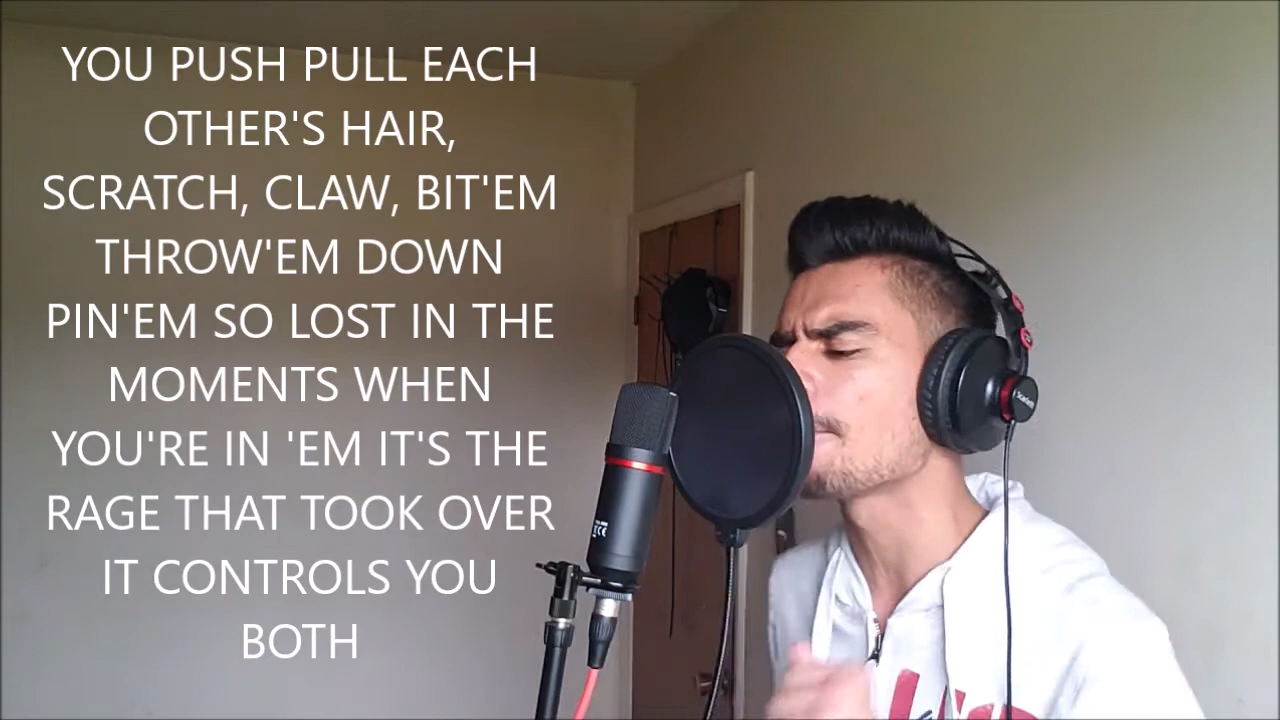 YOU PUSH PULL EACH
OTHER'S HAIR,
SCRATCH, CLAW, BIT'EM
THROW'EM DOWN
PIN'EM SO LOST IN THE
MOMENTS WHEN
YOU'RE IN 'EM IT'S THE
RAGE THAT TOOK OVER
IT CONTROLS YOU
BOTH
Scarlett